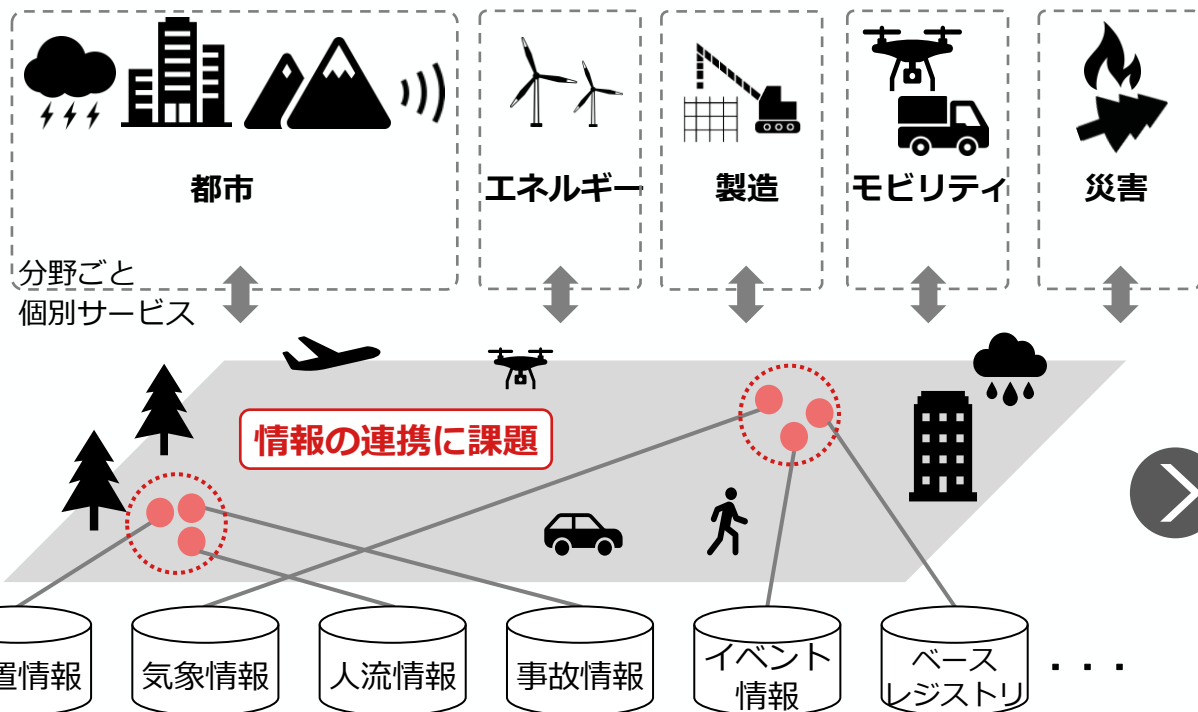 都市
エネルギー
製造
モビリティ
災害
分野ごと
個別サービス
情報の連携に課題
置情報
気象情報
人流情報
事故情報
イベント
情報
ベース
レジストリ
・・・